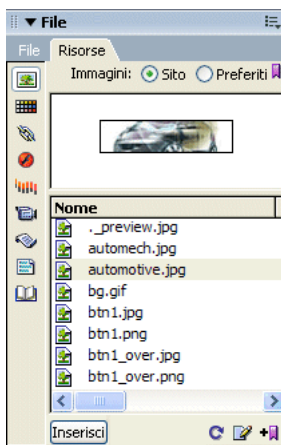 File
File Risorse
Immagini: Sito Preferiti
Nome
._preview.jpg
automech.jpg
automotive.jpg
bg.gif
btn1.jpg
btn1.png
btn1_over.jpg
btn1_over.png
Inserisci